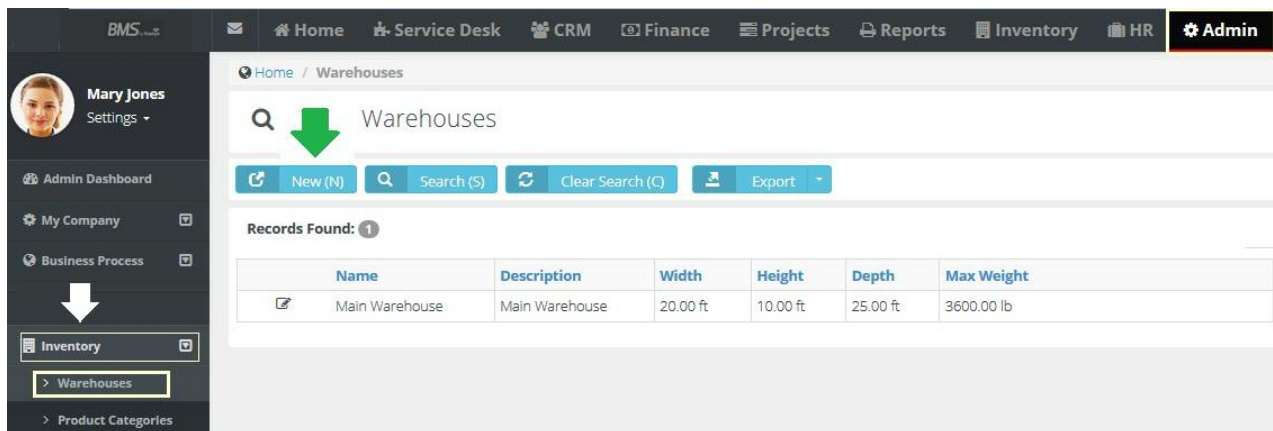 BMS
Home Service Desk CRM Finance Projects Reports Inventory HR Admin
Mary Jones
Settings
Home / Warehouses
Warehouses
New (N) Search (S) Clear Search (C) Export
Admin Dashboard
My Company
Business Process
Inventory
> Warehouses
> Product Categories
Records Found: 1
Name Description Width Height Depth Max Weight
Main Warehouse Main Warehouse 20.00 ft 10.00 ft 25.00 ft 3600.00 lb